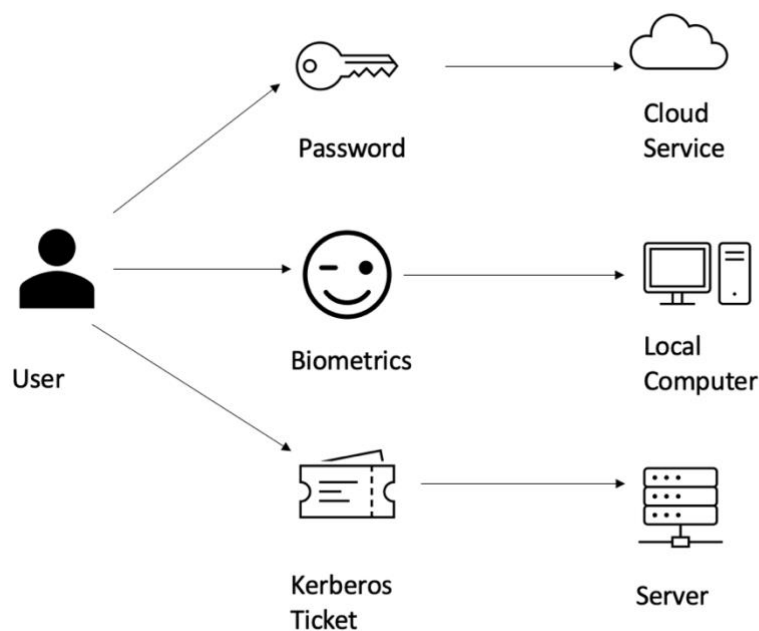 Password
Cloud
Service
User
Biometrics
Local
Computer
Kerberos
Ticket
Server